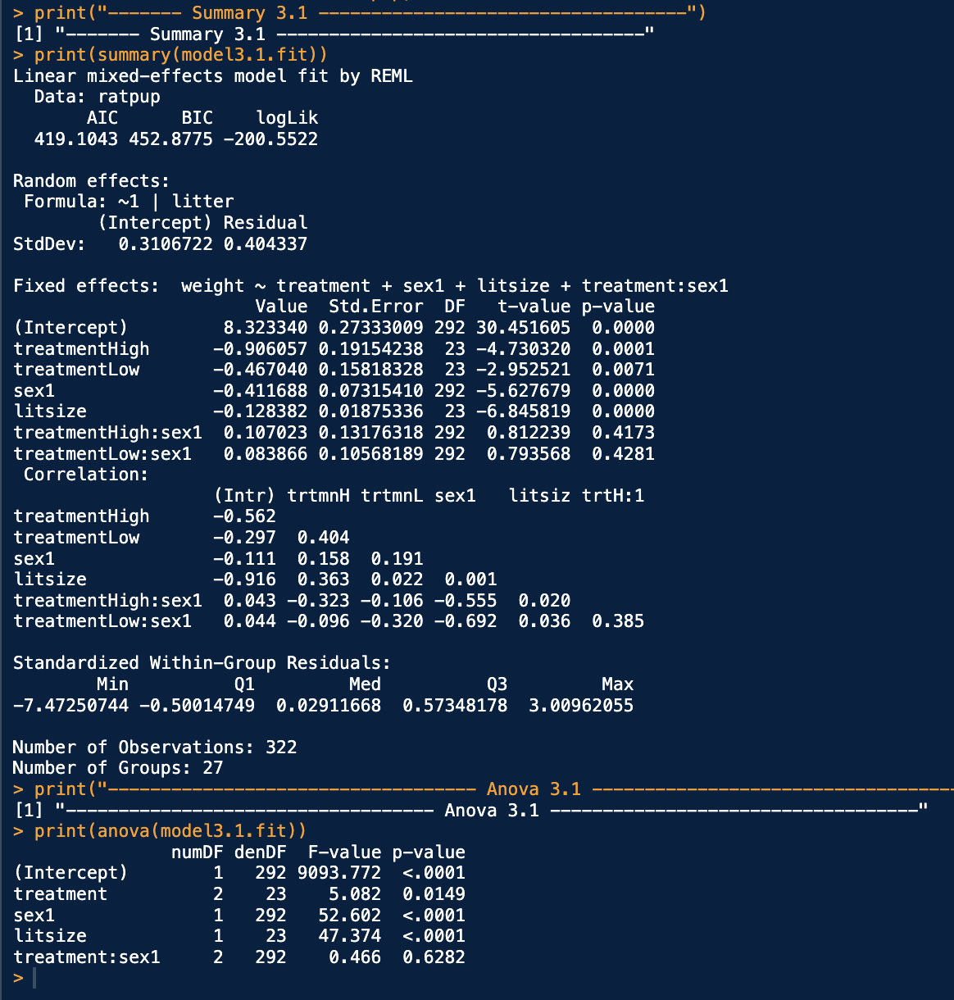 > print("------- Summary 3.1 -----------------------------------")
[1] "------- Summary 3.1 -----------------------------------"
> print(summary(model3.1.fit))
Linear mixed-effects model fit by REML
  Data: ratpup
       AIC      BIC    logLik
  419.1043 452.8775 -200.5522

Random effects:
 Formula: ~1 | litter
        (Intercept) Residual
StdDev:   0.3106722 0.404337

Fixed effects:  weight ~ treatment + sex1 + litsize + treatment:sex1
                       Value  Std.Error  DF   t-value p-value
(Intercept)         8.323340 0.27333009 292 30.451605  0.0000
treatmentHigh      -0.906057 0.19154238  23 -4.730320  0.0001
treatmentLow       -0.467040 0.15818328  23 -2.952521  0.0071
sex1               -0.411688 0.07315410 292 -5.627679  0.0000
litsize            -0.128382 0.01875336  23 -6.845819  0.0000
treatmentHigh:sex1  0.107023 0.13176318 292  0.812239  0.4173
treatmentLow:sex1   0.083866 0.10568189 292  0.793568  0.4281
 Correlation: 
                   (Intr) trtmnH trtmnL sex1   litsiz trtH:1
treatmentHigh      -0.562
treatmentLow       -0.297  0.404
sex1               -0.111  0.158  0.191
litsize            -0.916  0.363  0.022  0.001
treatmentHigh:sex1  0.043 -0.323 -0.106 -0.555  0.020
treatmentLow:sex1   0.044 -0.096 -0.320 -0.692  0.036  0.385

Standardized Within-Group Residuals:
        Min          Q1         Med          Q3         Max
-7.47250744 -0.50014749  0.02911668  0.57348178  3.00962055

Number of Observations: 322
Number of Groups: 27
> print("----------------------------------- Anova 3.1 -----------------------------------
[1] "----------------------------------- Anova 3.1 -----------------------------------"
> print(anova(model3.1.fit))
               numDF denDF  F-value p-value
(Intercept)        1   292 9093.772  <.0001
treatment          2    23    5.082  0.0149
sex1               1   292   52.602  <.0001
litsize            1    23   47.374  <.0001
treatment:sex1     2   292    0.466  0.6282
>